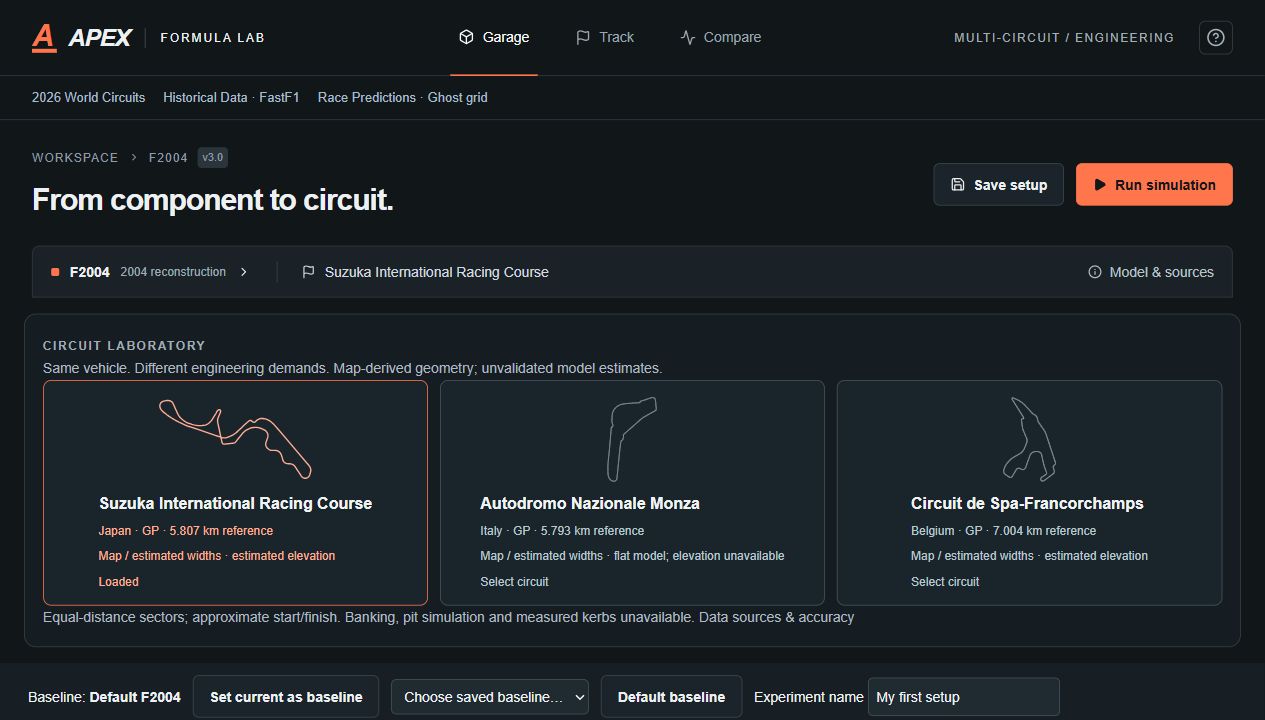 A APEX FORMULA LAB
Garage
Track
Compare
MULTI-CIRCUIT / ENGINEERING
2026 World Circuits
Historical Data · FastF1
Race Predictions · Ghost grid
WORKSPACE > F2004 v3.0
From component to circuit.
Save setup
Run simulation
F2004 2004 reconstruction
Suzuka International Racing Course
Model & sources
CIRCUIT LABORATORY
Same vehicle. Different engineering demands. Map-derived geometry; unvalidated model estimates.
Suzuka International Racing Course
Japan · GP · 5.807 km reference
Map / estimated widths · estimated elevation
Loaded
Autodromo Nazionale Monza
Italy · GP · 5.793 km reference
Map / estimated widths · flat model; elevation unavailable
Select circuit
Circuit de Spa-Francorchamps
Belgium · GP · 7.004 km reference
Map / estimated widths · estimated elevation
Select circuit
Equal-distance sectors; approximate start/finish. Banking, pit simulation and measured kerbs unavailable. Data sources & accuracy
Baseline: Default F2004
Set current as baseline
Choose saved baseline...
Default baseline
Experiment name
My first setup